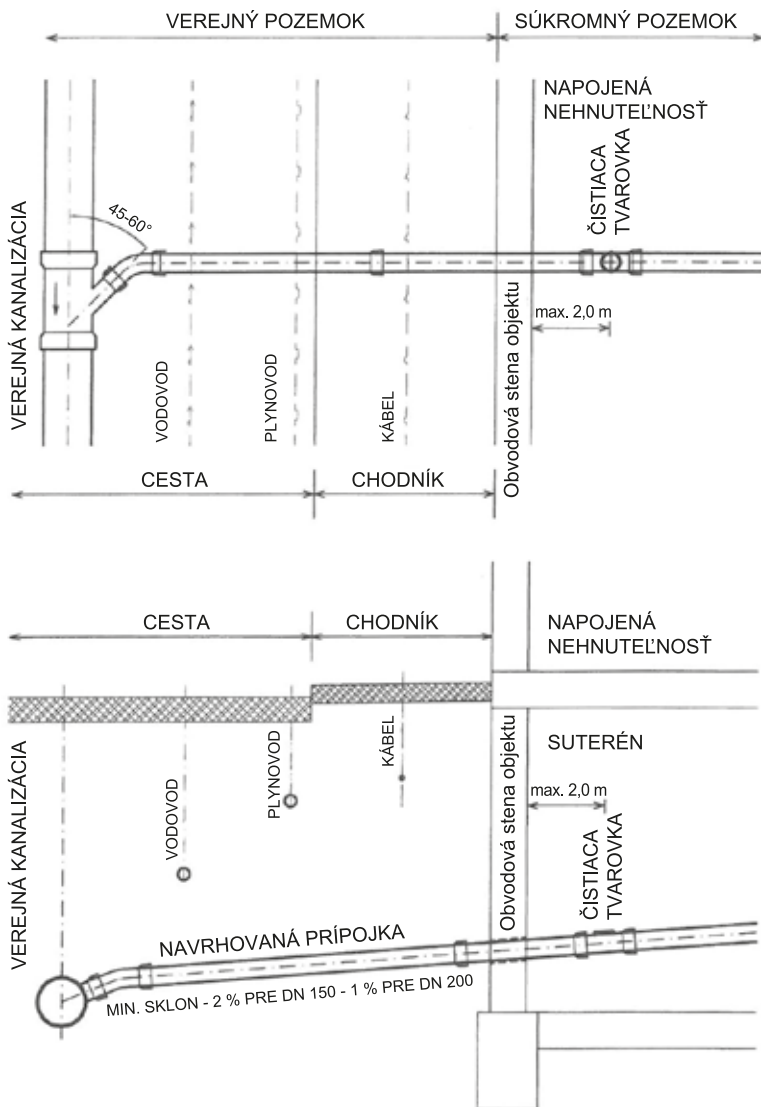 VEREJNÝ POZEMOK
SÚKROMNÝ POZEMOK
NAPOJENÁ
NEHNUTEĽNOSŤ
ČISTIACA
TVAROVKA
45-60°
VEREJNÁ KANALIZÁCIA
VODOVOD
PLYNOVOD
KÁBEL
Obvodová stena objektu
max. 2,0 m
CESTA
CHODNÍK
CESTA
CHODNÍK
NAPOJENÁ
NEHNUTEĽNOSŤ
VEREJNÁ KANALIZÁCIA
VODOVOD
PLYNOVOD
KÁBEL
Obvodová stena objektu
SUTERÉN
max. 2,0 m
ČISTIACA
TVAROVKA
NAVRHOVANÁ PRÍPOJKA
MIN. SKLON - 2 % PRE DN 150 - 1 % PRE DN 200